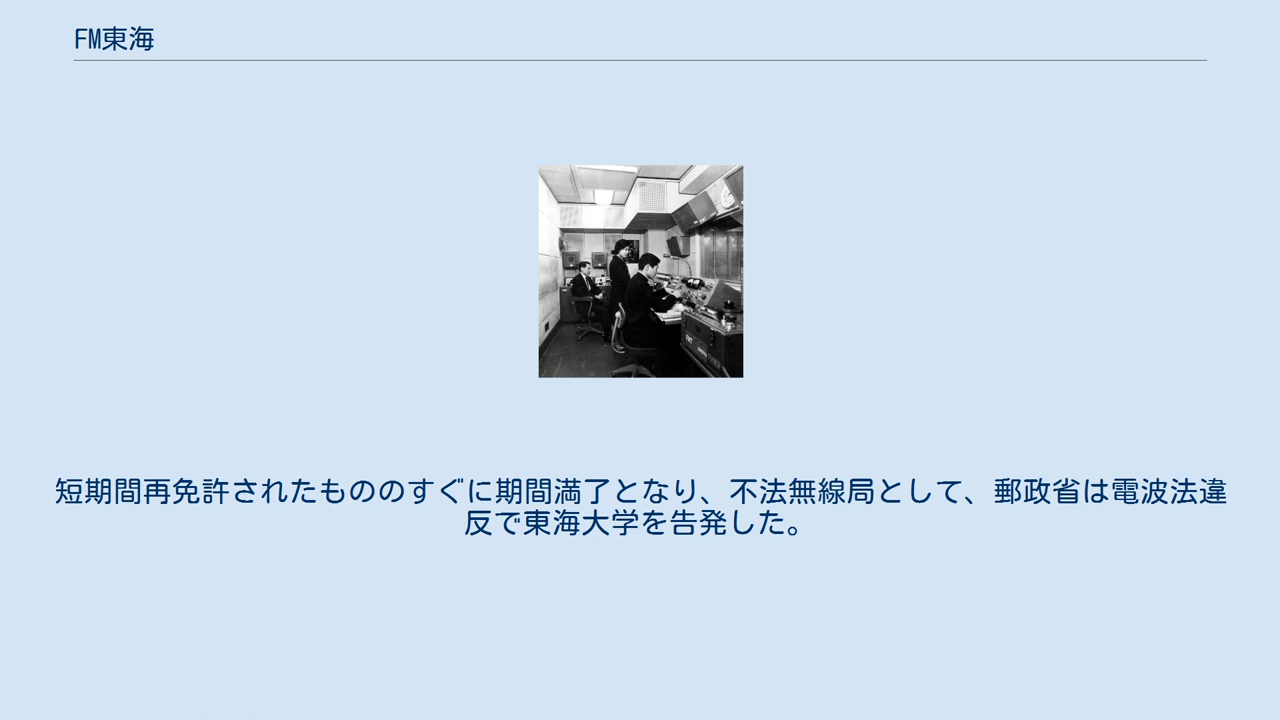 FM東海
短期間再免許されたもののすぐに期間満了となり、不法無線局として、郵政省は電波法違
反で東海大学を告発した。